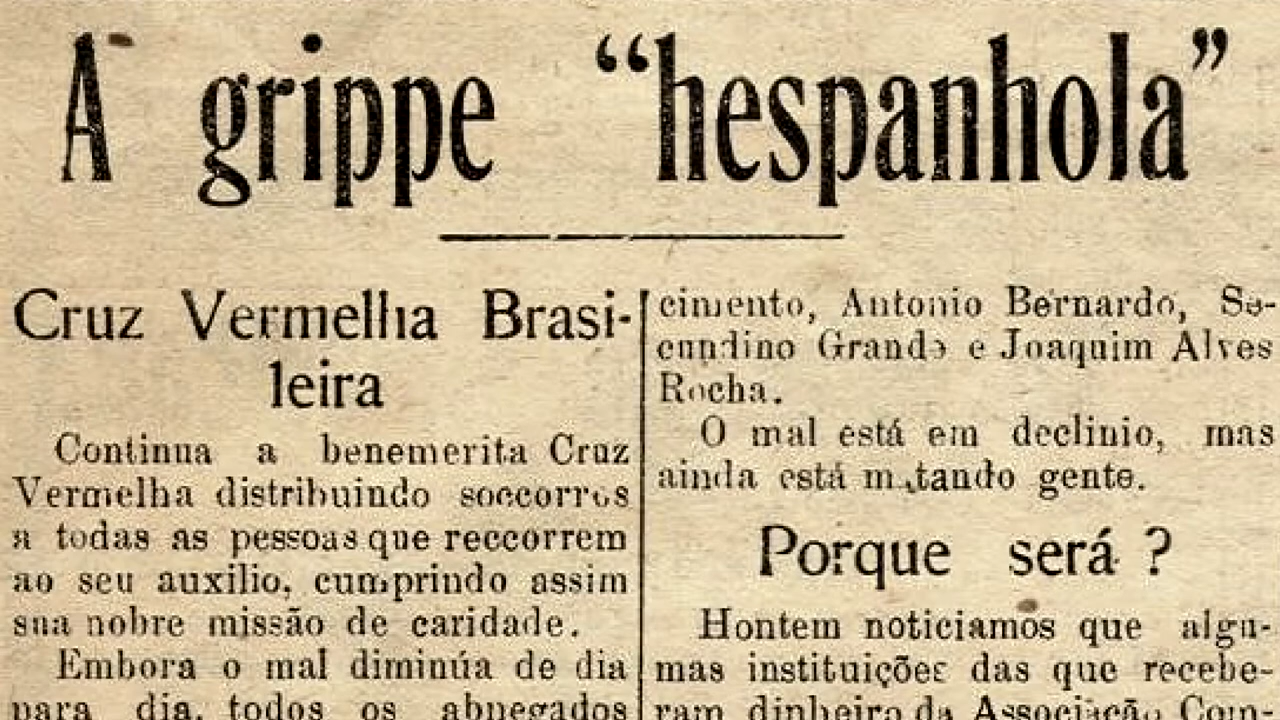 A grippe “hespanhola”
Cruz Vermelha Brasi-
leira
Continua a benemerita Cruz
Vermelha distribuindo soccorros
a todas as pessoas que reccorrem
ao seu auxilio, cumprindo assim
sua nobre missão de caridade.
Embora o mal diminúa de dia
para dia, todos os abnegados
cimento, Antonio Bernardo, Se-
cundino Grande e Joaquim Alves
Rocha.
O mal está em declinio, mas
ainda está matando gente.
Porque será ?
Hontem noticiamos que algu-
mas instituições das que recebe-
ram dinheiro da Associação Com-